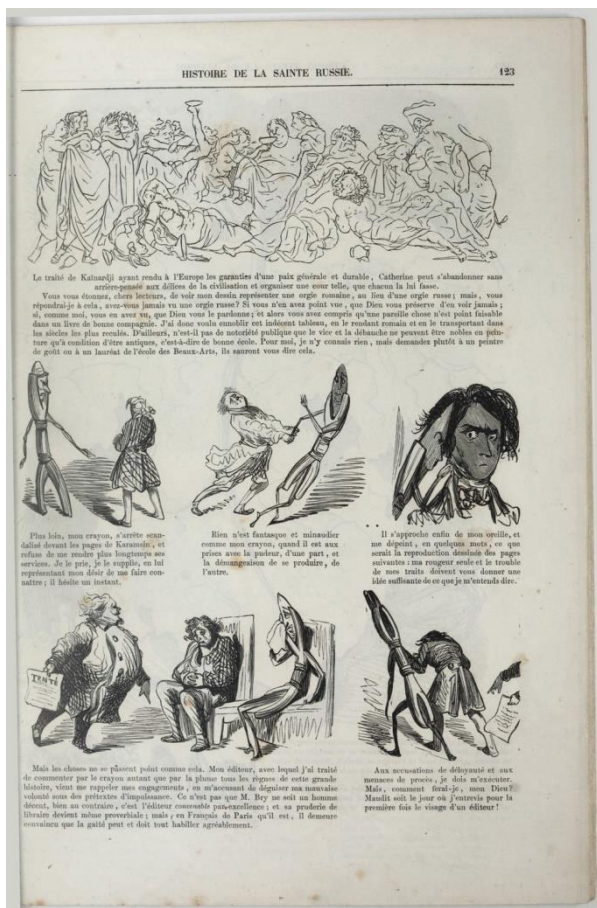 HISTOIRE DE LA SAINTE RUSSIE.
123
Le traité de Kaïnardji ayant rendu à l'Europe les garanties d'une paix générale et durable, Catherine peut s'abandonner sans
arrière-pensée aux délices de la civilisation et organiser une cour telle, que chacun la lui fasse.
Vous vous étonnez, chers lecteurs, de voir mon dessin représenter une orgie romaine, au lieu d'une orgie russe; mais, vous
répondrai-je à cela, avez-vous jamais vu une orgie russe? Si vous n'en avez point vue, que Dieu vous préserve d'en voir jamais;
si, comme moi, vous en avez vu, que Dieu vous le pardonne; et alors vous avez compris qu'une pareille chose n'est point faisable
dans un livre de bonne compagnie. J'ai donc voulu ennoblir cet indécent tableau, en le rendant romain et en le transportant dans
les siècles les plus reculés. D'ailleurs, n'est-il pas de notoriété publique que le vice et la débauche ne peuvent être nobles en pein-
ture qu'à condition d'être antiques, c'est-à-dire de bonne école. Pour moi, je n'y connais rien, mais demandez plutôt à un peintre
de goût ou à un lauréat de l'école des Beaux-Arts, ils sauront vous dire cela.
Plus loin, mon crayon, s'arrête scan-
dalisé devant les pages de Karamsin, et
refuse de me rendre plus longtemps ses
services. Je le prie, je le supplie, en lui
représentant mon désir de me faire con-
naître; il hésite un instant.
Rien n'est fantasque et minaudier
comme mon crayon, quand il est aux
prises avec la pudeur, d'une part, et
la démangeaison de se produire, de
l'autre.
Il s'approche enfin de mon oreille, et
me dépeint, en quelques mots, ce que
serait la reproduction dessinée des pages
suivantes: ma rougeur seule et le trouble
de mes traits doivent vous donner une
idée suffisante de ce que je m'entends dire.
TRAITÉ
Mais les choses ne se passent point comme cela. Mon éditeur, avec lequel j'ai traité
de commenter par le crayon autant que par la plume tous les règnes de cette grande
histoire, vient me rappeler mes engagements, en m'accusant de déguiser ma mauvaise
volonté sous des prétextes d'impuissance. Ce n'est pas que M. Bry ne soit un homme
décent, bien au contraire, c'est l'éditeur convenable par excellence; et sa pruderie de
libraire devient même proverbiale; mais, en Français de Paris qu'il est, il demeure
convaincu que la gaîté peut et doit tout habiller agréablement.
Aux accusations de déloyauté et aux
menaces de procès, je dois m'exécuter.
Mais, comment ferai-je, mon Dieu?
Maudit soit le jour où j'entrevis pour la
première fois le visage d'un éditeur!